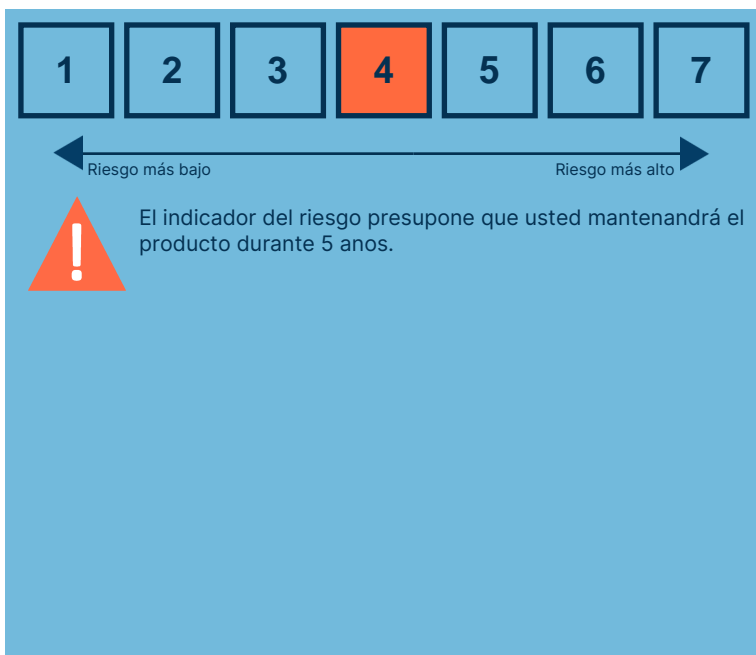 1 2 3 4 5 6 7
Riesgo más bajo Riesgo más alto
!
El indicador del riesgo presupone que usted mantenandrá el
producto durante 5 anos.